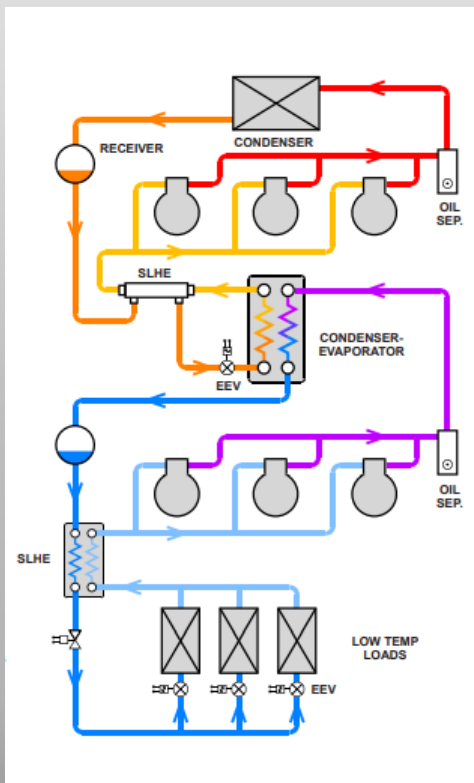 RECEIVER
CONDENSER
OIL
SEP.
SLHE
CONDENSER-
EVAPORATOR
EEV
OIL
SEP.
SLHE
LOW TEMP
LOADS
EEV